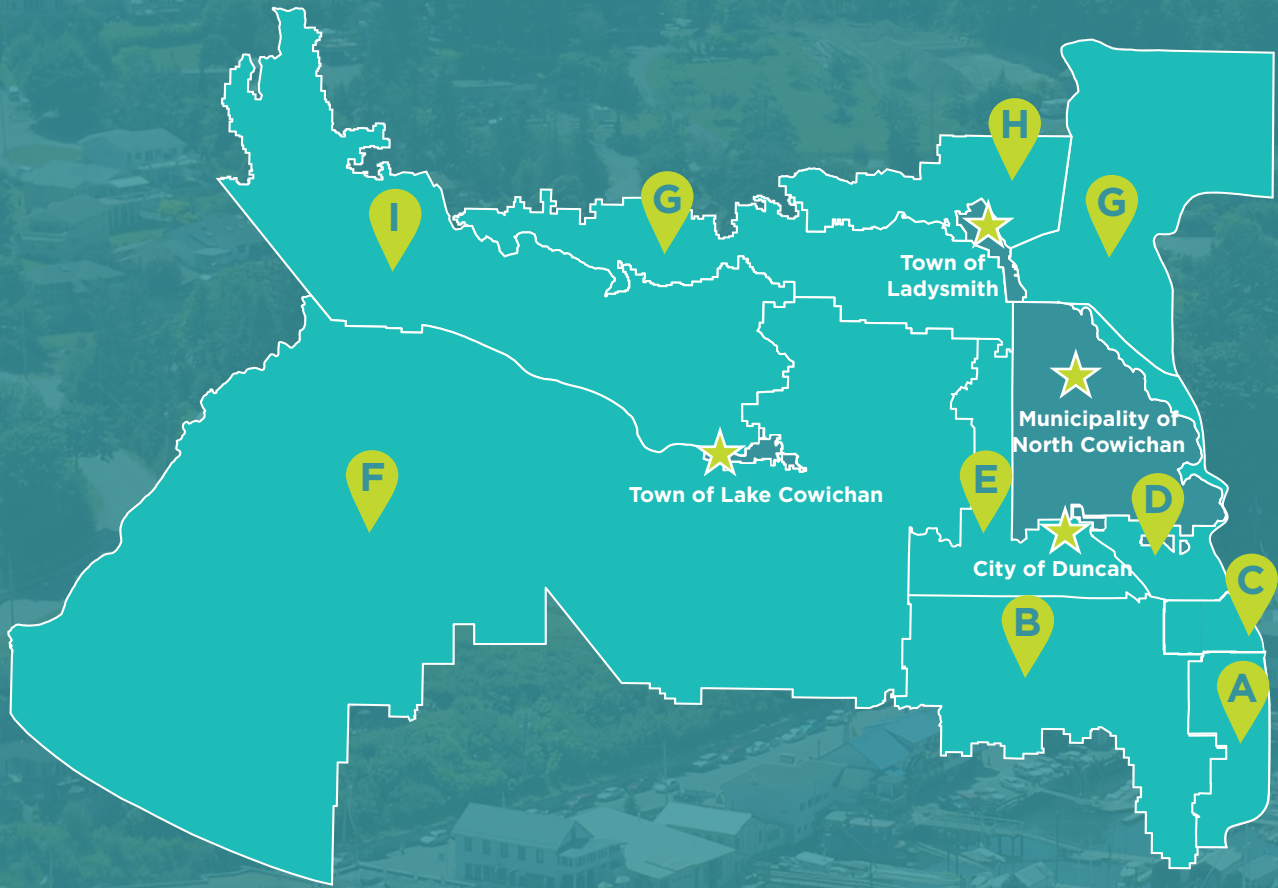 H
G
I
G
Town of
Ladysmith
Municipality of
North Cowichan
F
E
Town of Lake Cowichan
D
City of Duncan
C
B
A